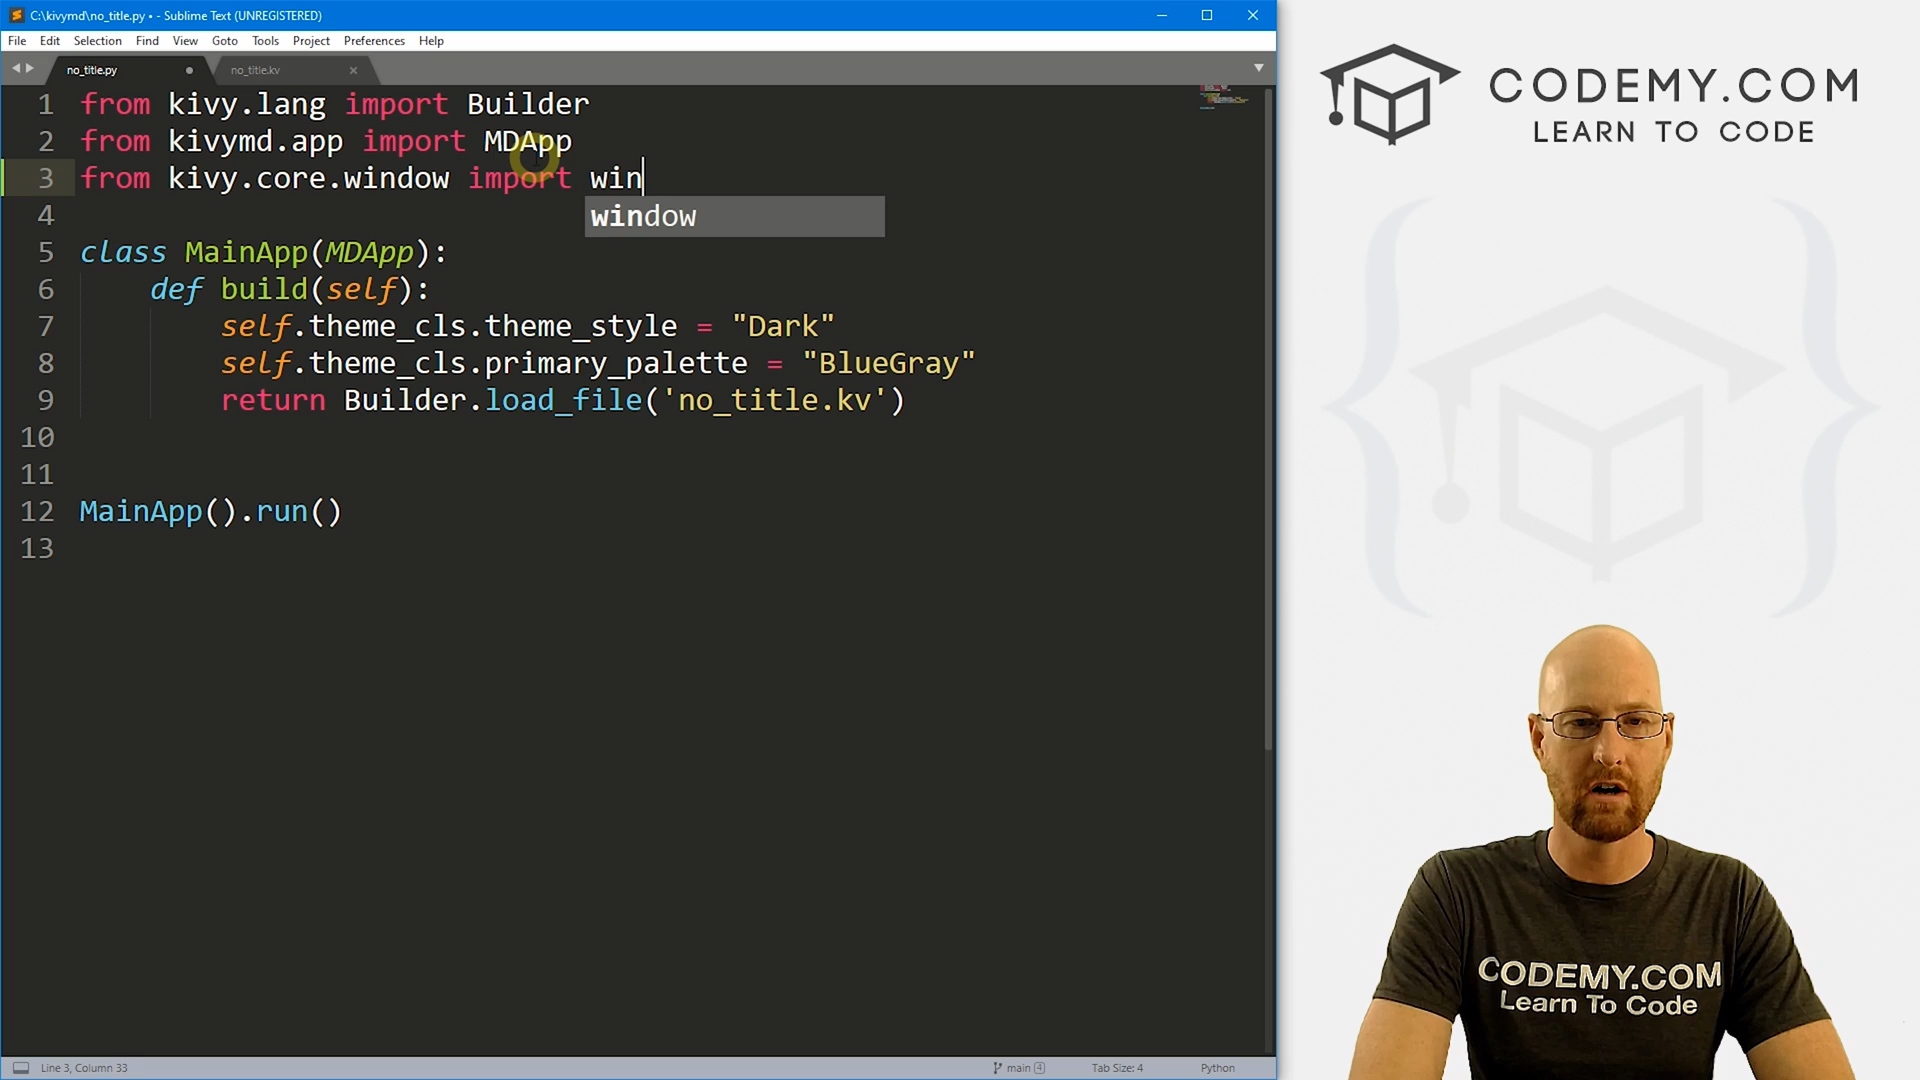 C:\kivymd\no_title.py • - Sublime Text (UNREGISTERED)
File Edit Selection Find View Goto Tools Project Preferences Help
no_title.py no_title.kv
1 from kivy.lang import Builder
2 from kivymd.app import MDApp
3 from kivy.core.window import win
window
4
5 class MainApp(MDApp):
6 def build(self):
7 self.theme_cls.theme_style = "Dark"
8 self.theme_cls.primary_palette = "BlueGray"
9 return Builder.load_file('no_title.kv')
10
11
12 MainApp().run()
13
Line 3, Column 33 main 4 Tab Size: 4 Python
CODEMY.COM
LEARN TO CODE
CODEMY.COM
Learn To Code